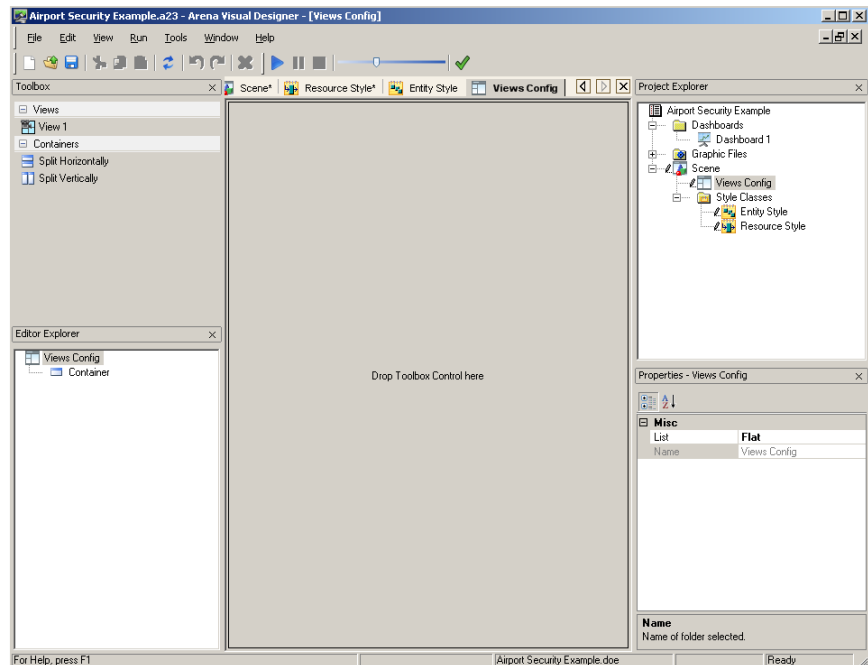 Airport Security Example.a23 - Arena Visual Designer - [Views Config]
File Edit View Run Tools Window Help
Toolbox
Views
View 1
Containers
Split Horizontally
Split Vertically
Editor Explorer
Views Config
Container
Scene* Resource Style* Entity Style Views Config
Drop Toolbox Control here
Project Explorer
Airport Security Example
Dashboards
Dashboard 1
Graphic Files
Scene
Views Config
Style Classes
Entity Style
Resource Style
Properties - Views Config
Misc
List Flat
Name Views Config
Name
Name of folder selected.
For Help, press F1 Airport Security Example.doe Ready